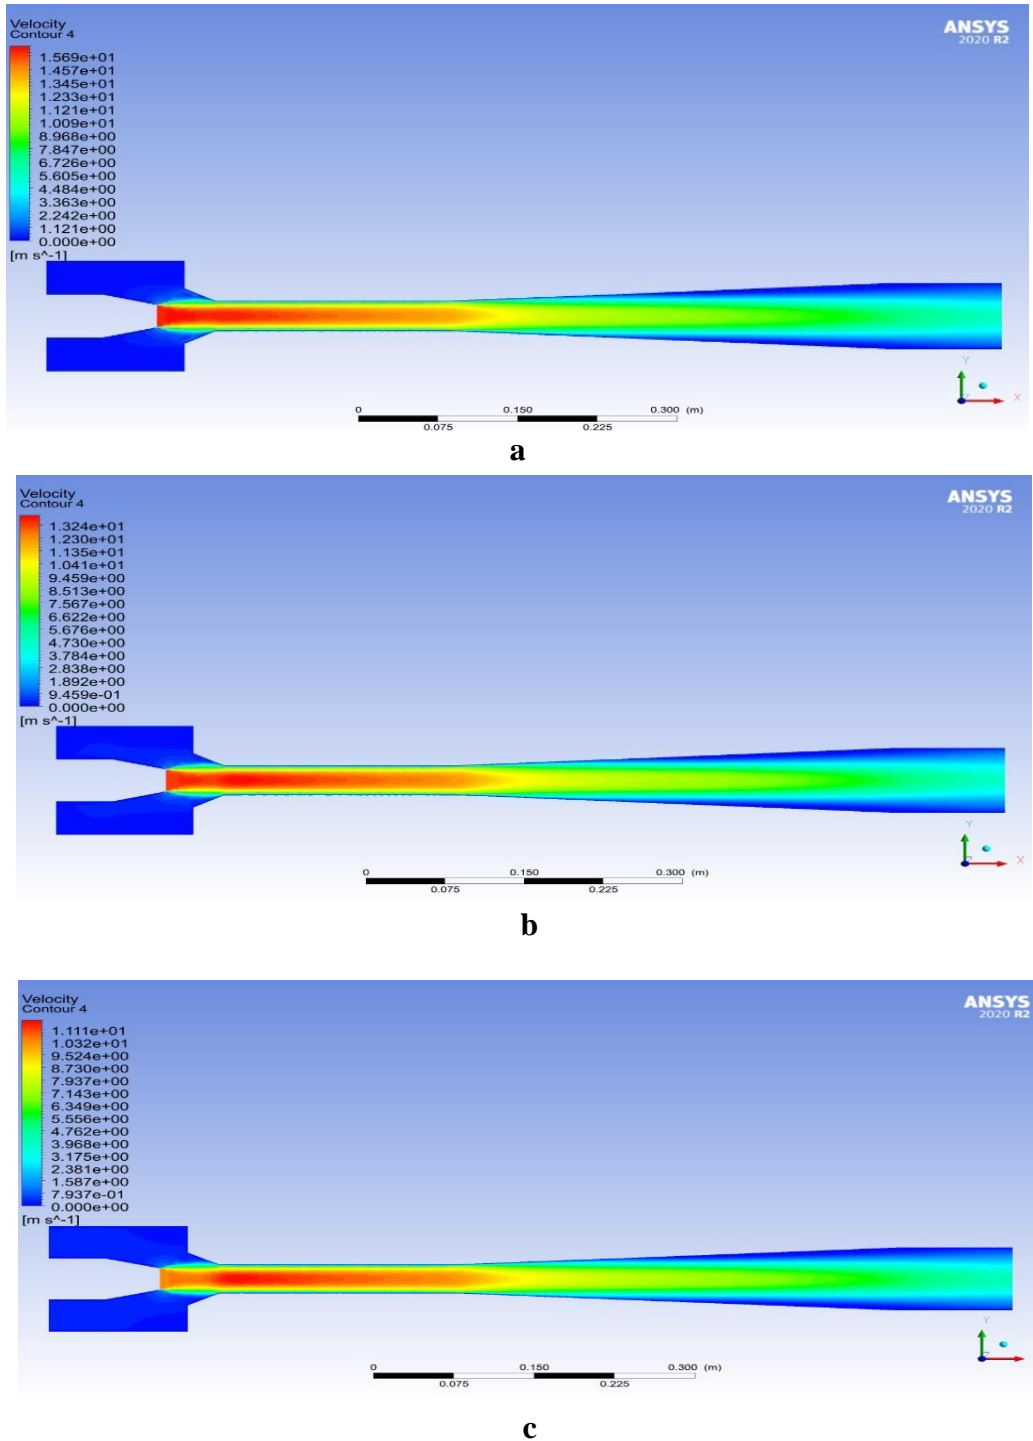 Velocity
Contour 4
1.569e+01
1.457e+01
1.345e+01
1.233e+01
1.121e+01
1.009e+01
8.968e+00
7.847e+00
6.726e+00
5.605e+00
4.484e+00
3.363e+00
2.242e+00
1.121e+00
0.000e+00
[m s^-1]
ANSYS
2020 R2
Y
X
0 0.150 0.300 (m)
0.075 0.225
a
Velocity
Contour 4
1.324e+01
1.230e+01
1.135e+01
1.041e+01
9.459e+00
8.513e+00
7.567e+00
6.622e+00
5.676e+00
4.730e+00
3.784e+00
2.838e+00
1.892e+00
9.459e-01
0.000e+00
[m s^-1]
ANSYS
2020 R2
Y
X
0 0.150 0.300 (m)
0.075 0.225
b
Velocity
Contour 4
1.111e+01
1.032e+01
9.524e+00
8.730e+00
7.937e+00
7.143e+00
6.349e+00
5.556e+00
4.762e+00
3.968e+00
3.175e+00
2.381e+00
1.587e+00
7.937e-01
0.000e+00
[m s^-1]
ANSYS
2020 R2
Y
0 0.150 0.300 (m)
0.075 0.225
c